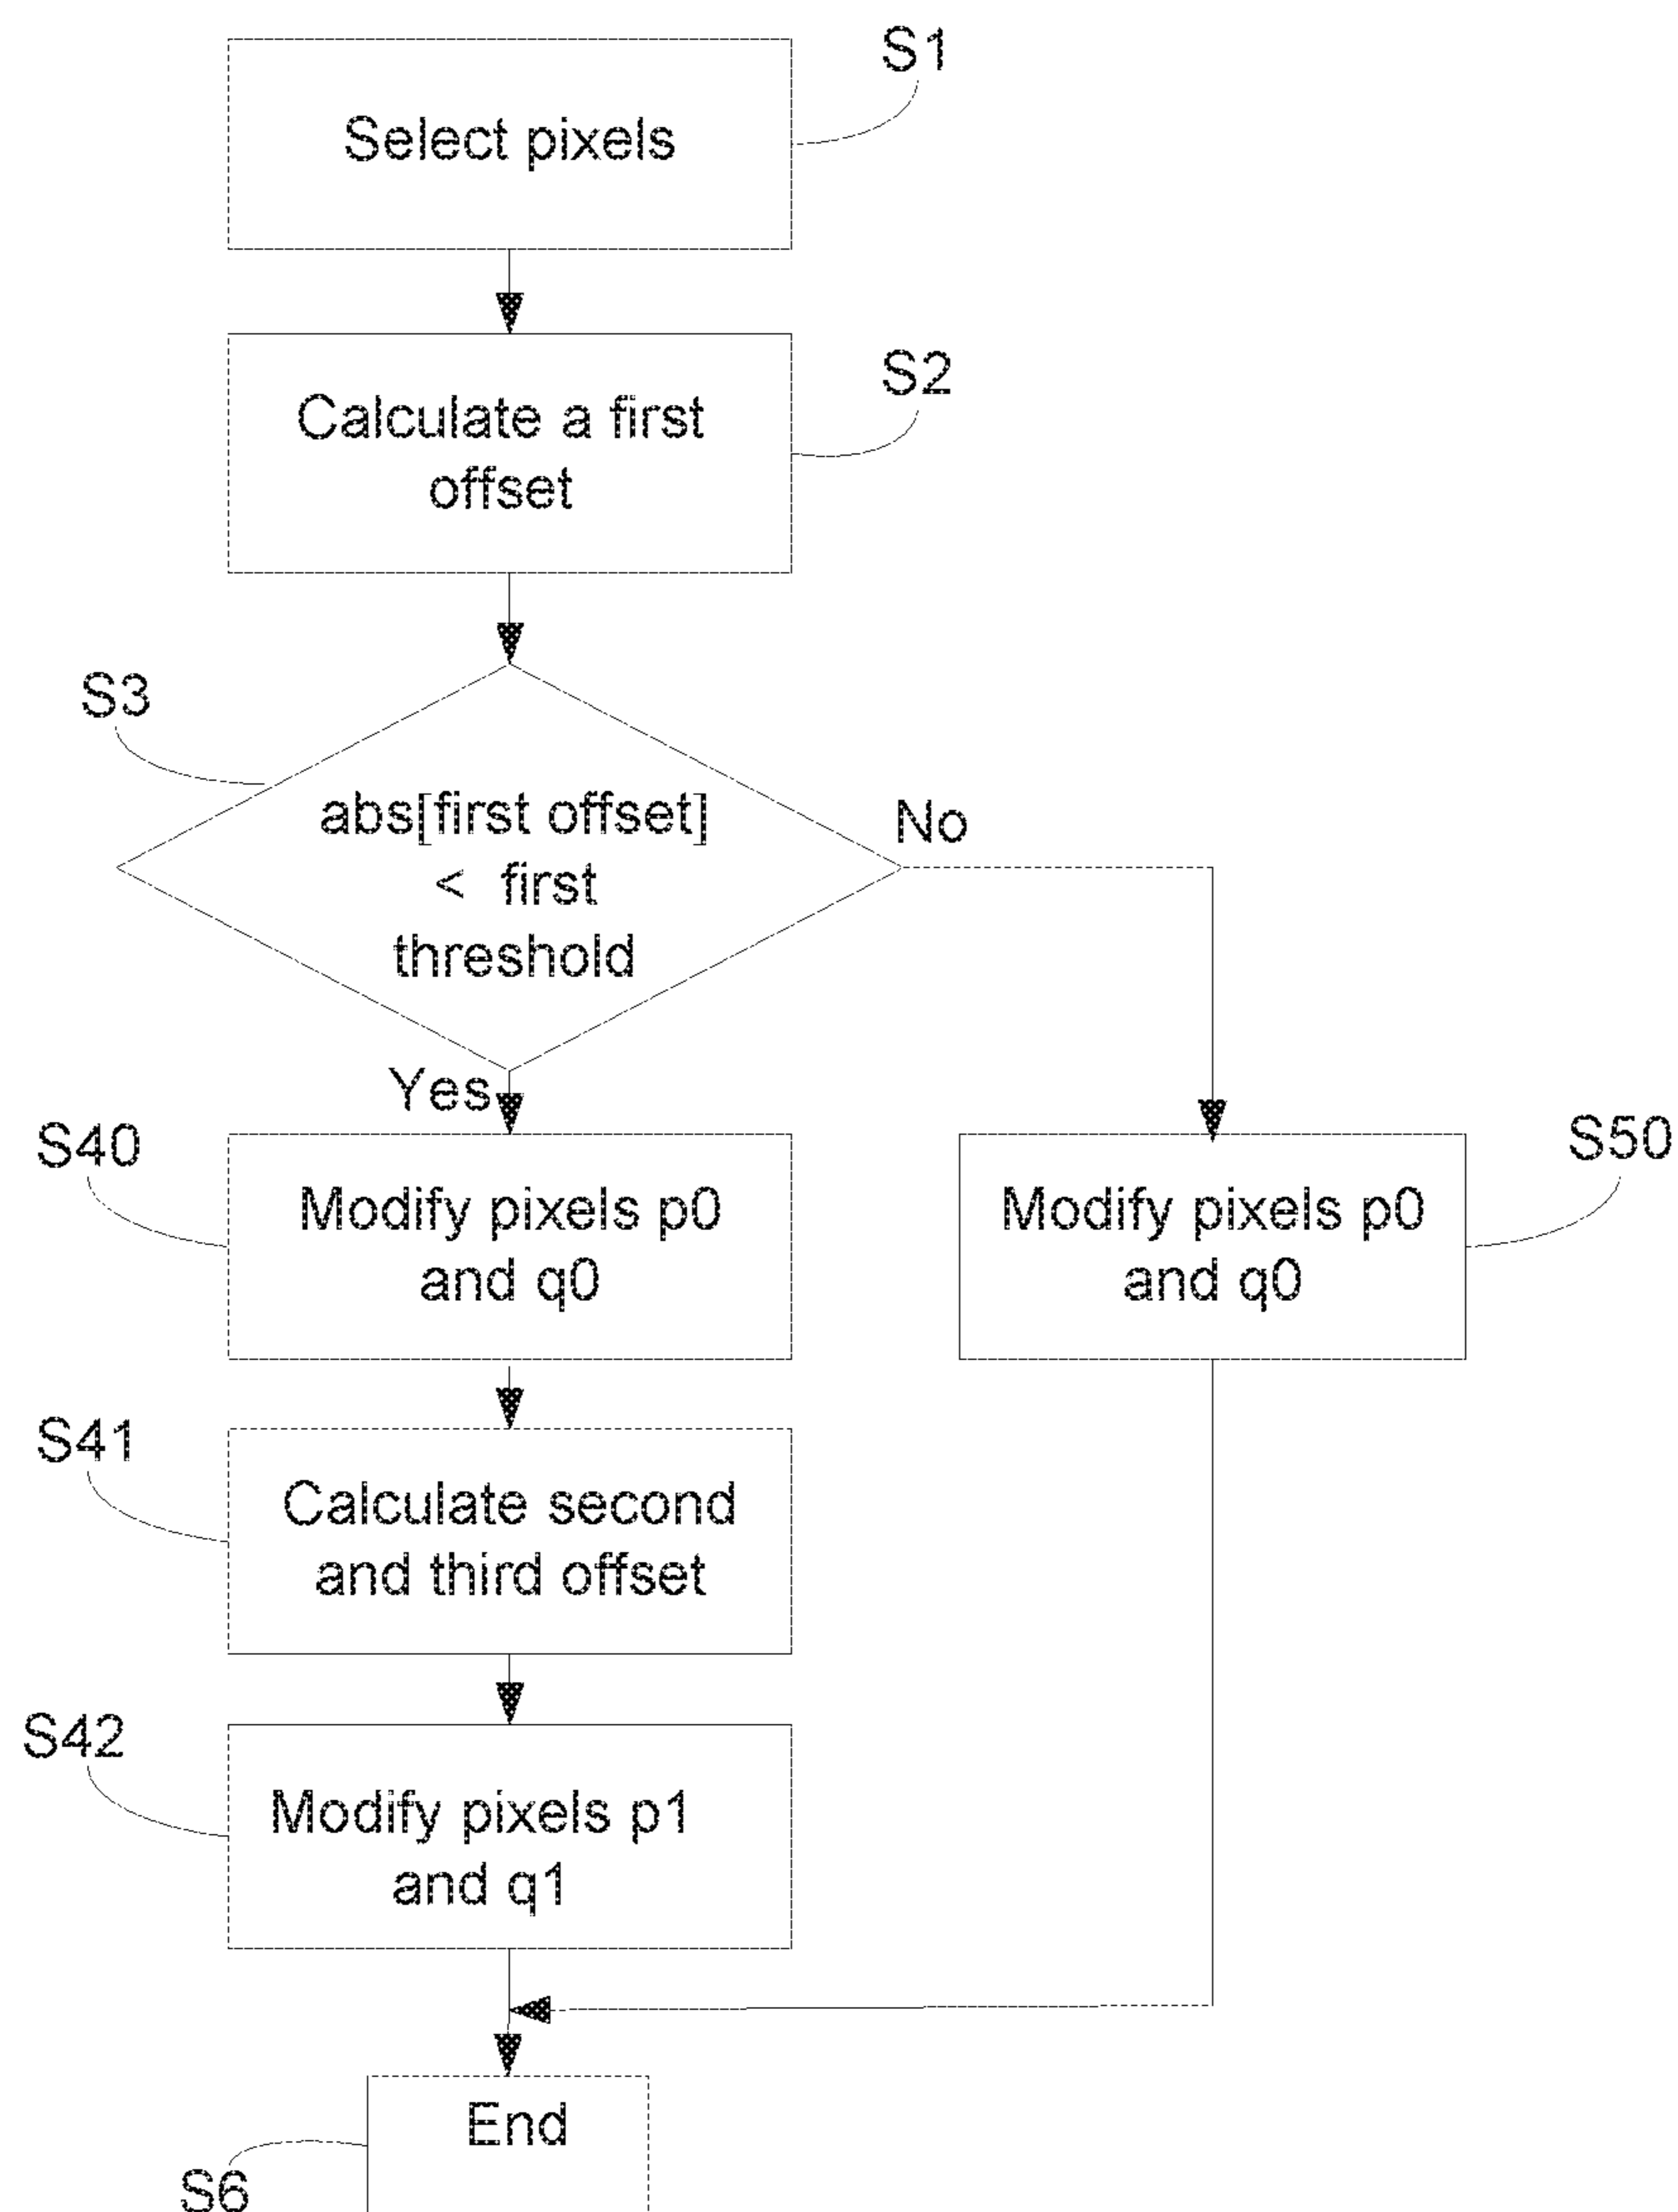 S1
Select pixels
S2
Calculate a first
offset
S3
abs[first offset]
< first
threshold
No
Yes
S40
Modify pixels p0
and q0
S50
Modify pixels p0
and q0
S41
Calculate second
and third offset
S42
Modify pixels p1
and q1
End
S6